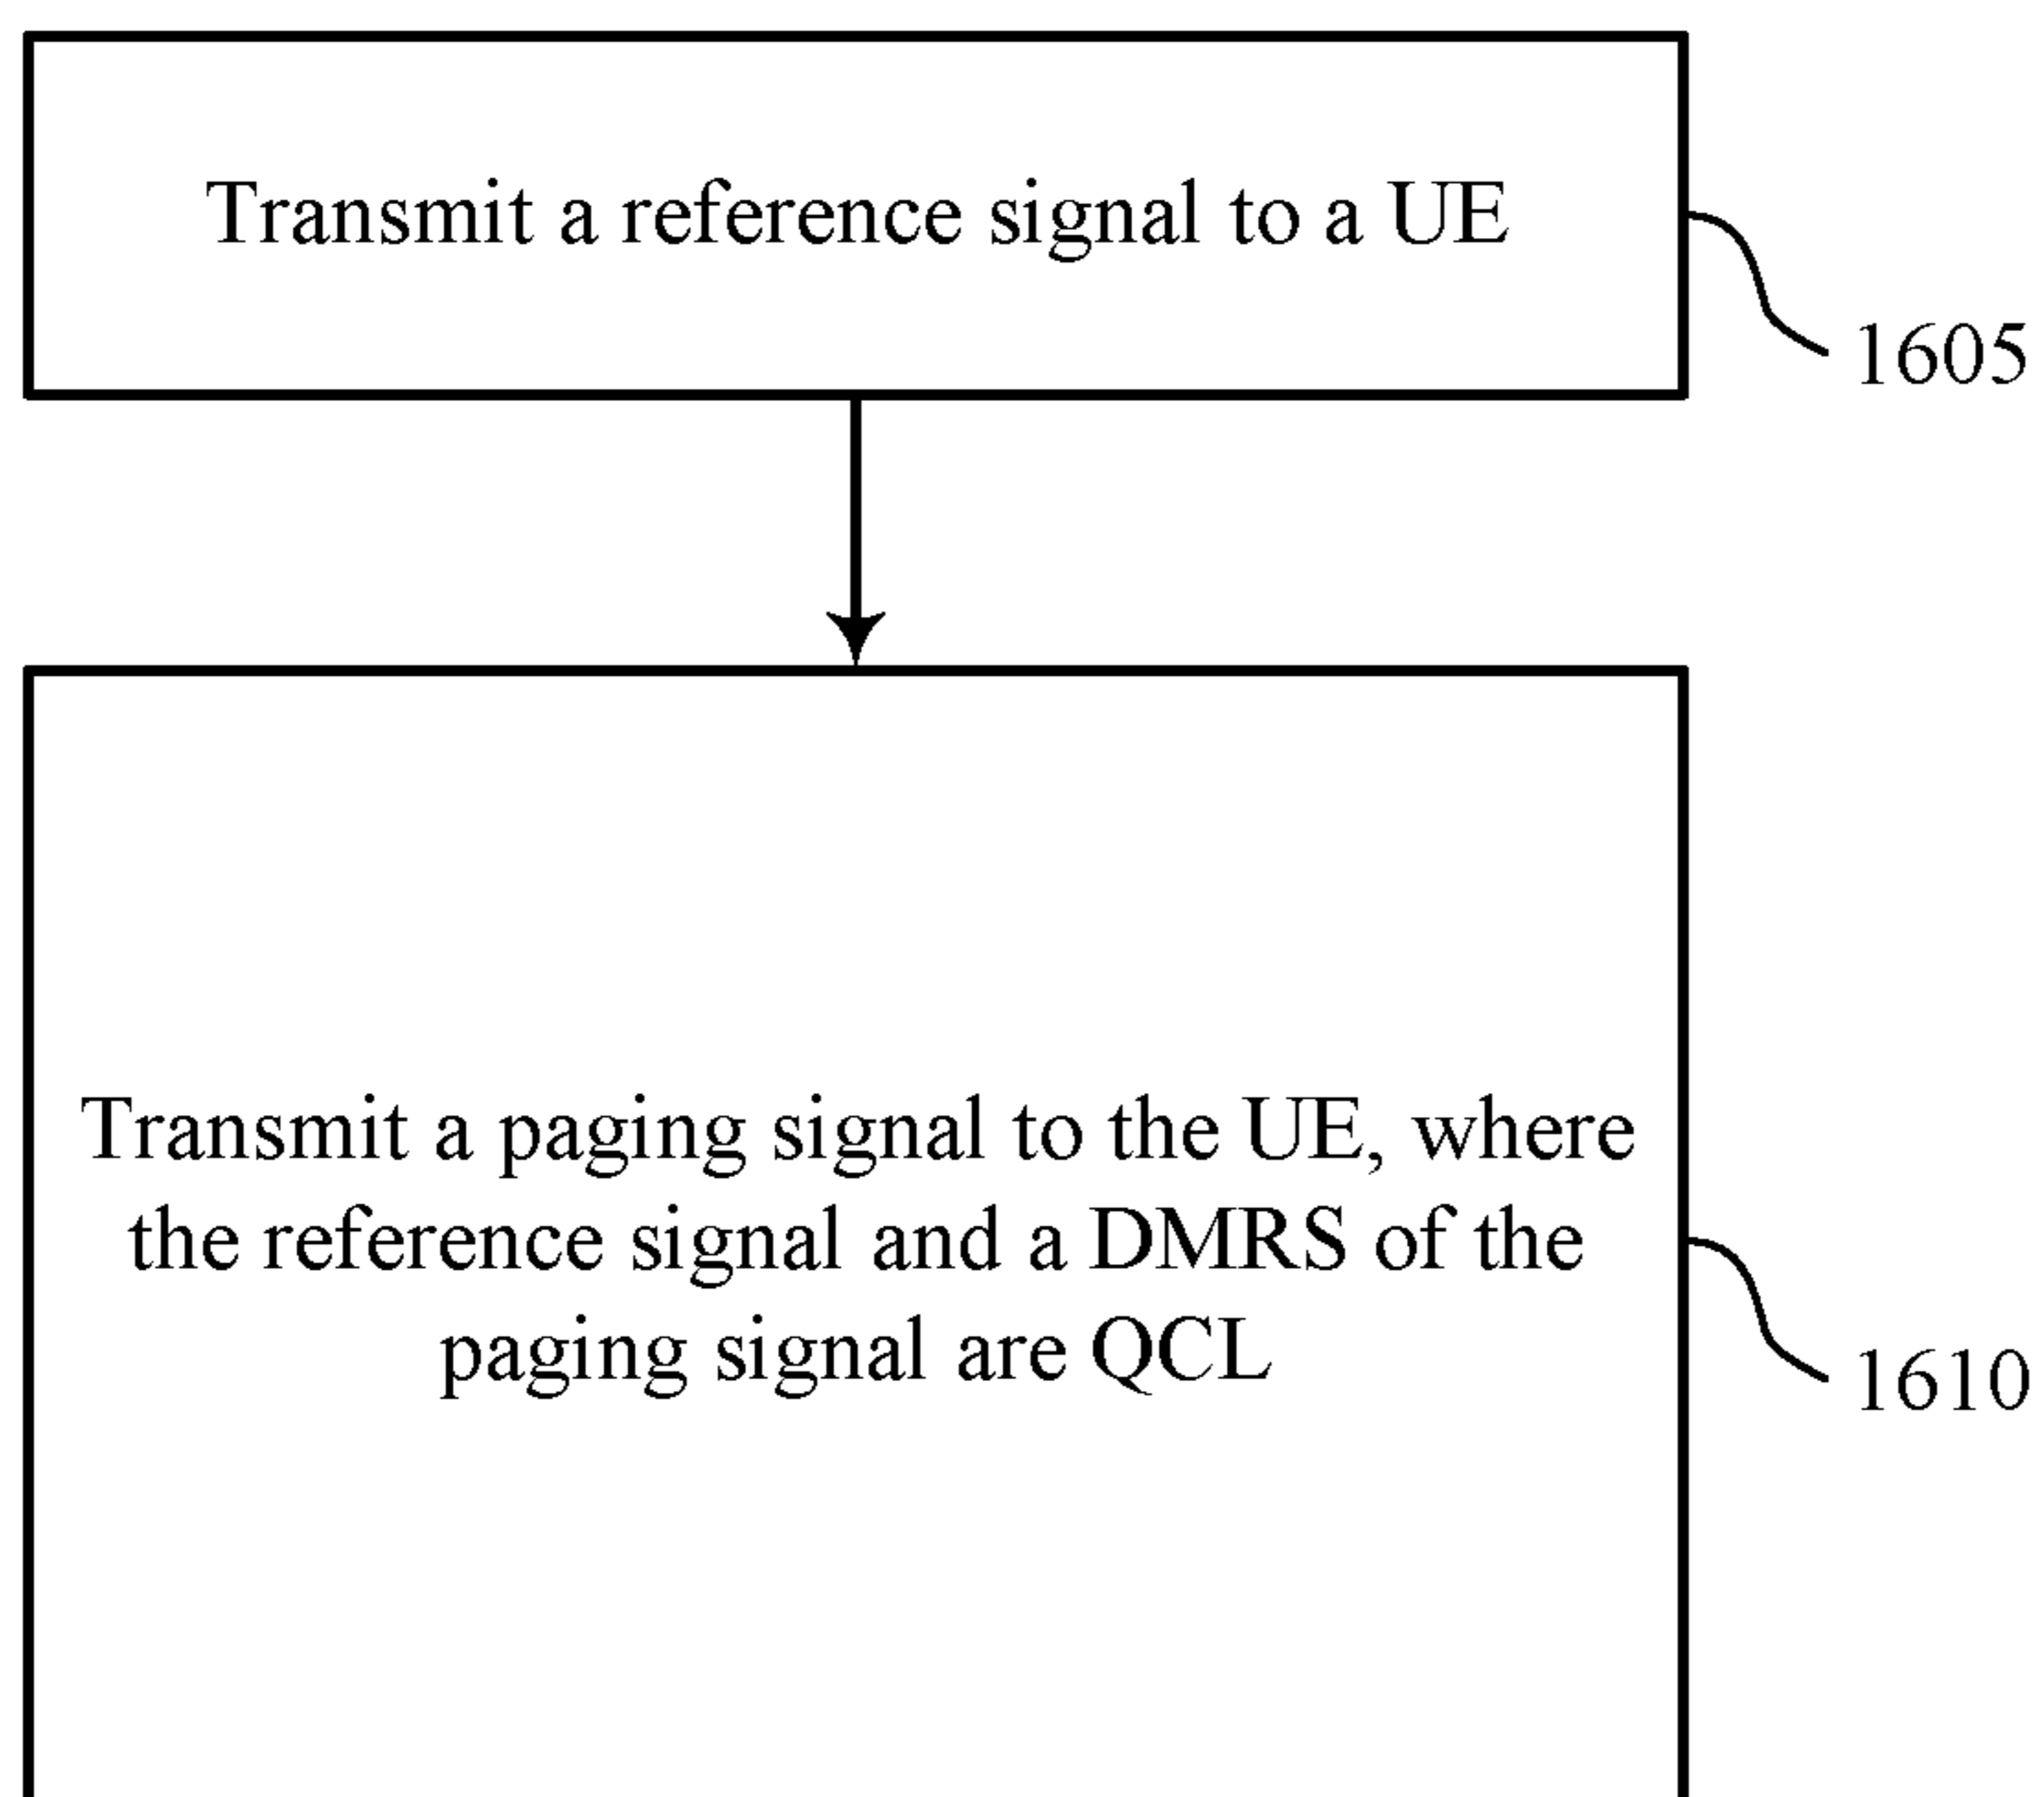 Transmit a reference signal to a UE
1605
Transmit a paging signal to the UE, where
the reference signal and a DMRS of the
paging signal are QCL
1610